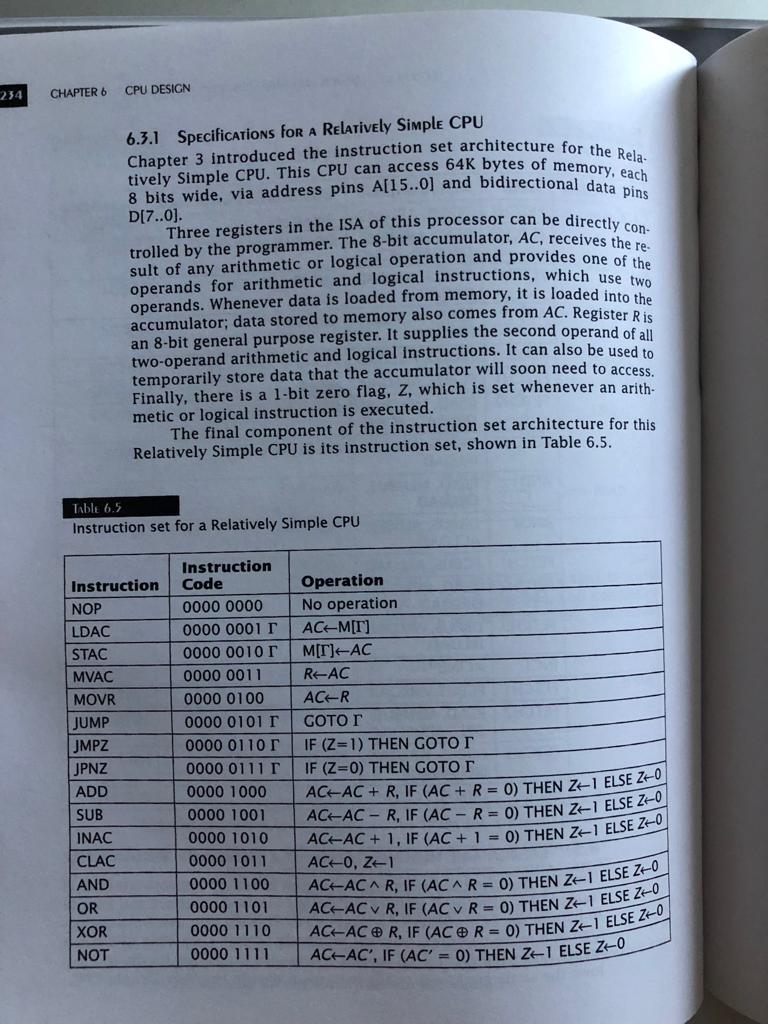 234 CHAPTER 6 CPU DESIGN
6.3.1 Specifications for a Relatively Simple CPU
Chapter 3 introduced the instruction set architecture for the Rela-
tively Simple CPU. This CPU can access 64K bytes of memory, each
8 bits wide, via address pins A[15..0] and bidirectional data pins
D[7..0].
Three registers in the ISA of this processor can be directly con-
trolled by the programmer. The 8-bit accumulator, AC, receives the re-
sult of any arithmetic or logical operation and provides one of the
operands for arithmetic and logical instructions, which use two
operands. Whenever data is loaded from memory, it is loaded into the
accumulator; data stored to memory also comes from AC. Register R is
an 8-bit general purpose register. It supplies the second operand of all
two-operand arithmetic and logical instructions. It can also be used to
temporarily store data that the accumulator will soon need to access.
Finally, there is a 1-bit zero flag, Z, which is set whenever an arith-
metic or logical instruction is executed.
The final component of the instruction set architecture for this
Relatively Simple CPU is its instruction set, shown in Table 6.5.
Table 6.5
Instruction set for a Relatively Simple CPU
Instruction Instruction Code Operation
NOP 0000 0000 No operation
LDAC 0000 0001 Γ AC←M[Γ]
STAC 0000 0010 Γ M[Γ]←AC
MVAC 0000 0011 R←AC
MOVR 0000 0100 AC←R
JUMP 0000 0101 Γ GOTO Γ
JMPZ 0000 0110 Γ IF (Z=1) THEN GOTO Γ
JPNZ 0000 0111 Γ IF (Z=0) THEN GOTO Γ
ADD 0000 1000 AC←AC + R, IF (AC + R = 0) THEN Z←1 ELSE Z←0
SUB 0000 1001 AC←AC − R, IF (AC − R = 0) THEN Z←1 ELSE Z←0
INAC 0000 1010 AC←AC + 1, IF (AC + 1 = 0) THEN Z←1 ELSE Z←0
CLAC 0000 1011 AC←0, Z←1
AND 0000 1100 AC←AC ∧ R, IF (AC ∧ R = 0) THEN Z←1 ELSE Z←0
OR 0000 1101 AC←AC ∨ R, IF (AC ∨ R = 0) THEN Z←1 ELSE Z←0
XOR 0000 1110 AC←AC ⊕ R, IF (AC ⊕ R = 0) THEN Z←1 ELSE Z←0
NOT 0000 1111 AC←AC′, IF (AC′ = 0) THEN Z←1 ELSE Z←0